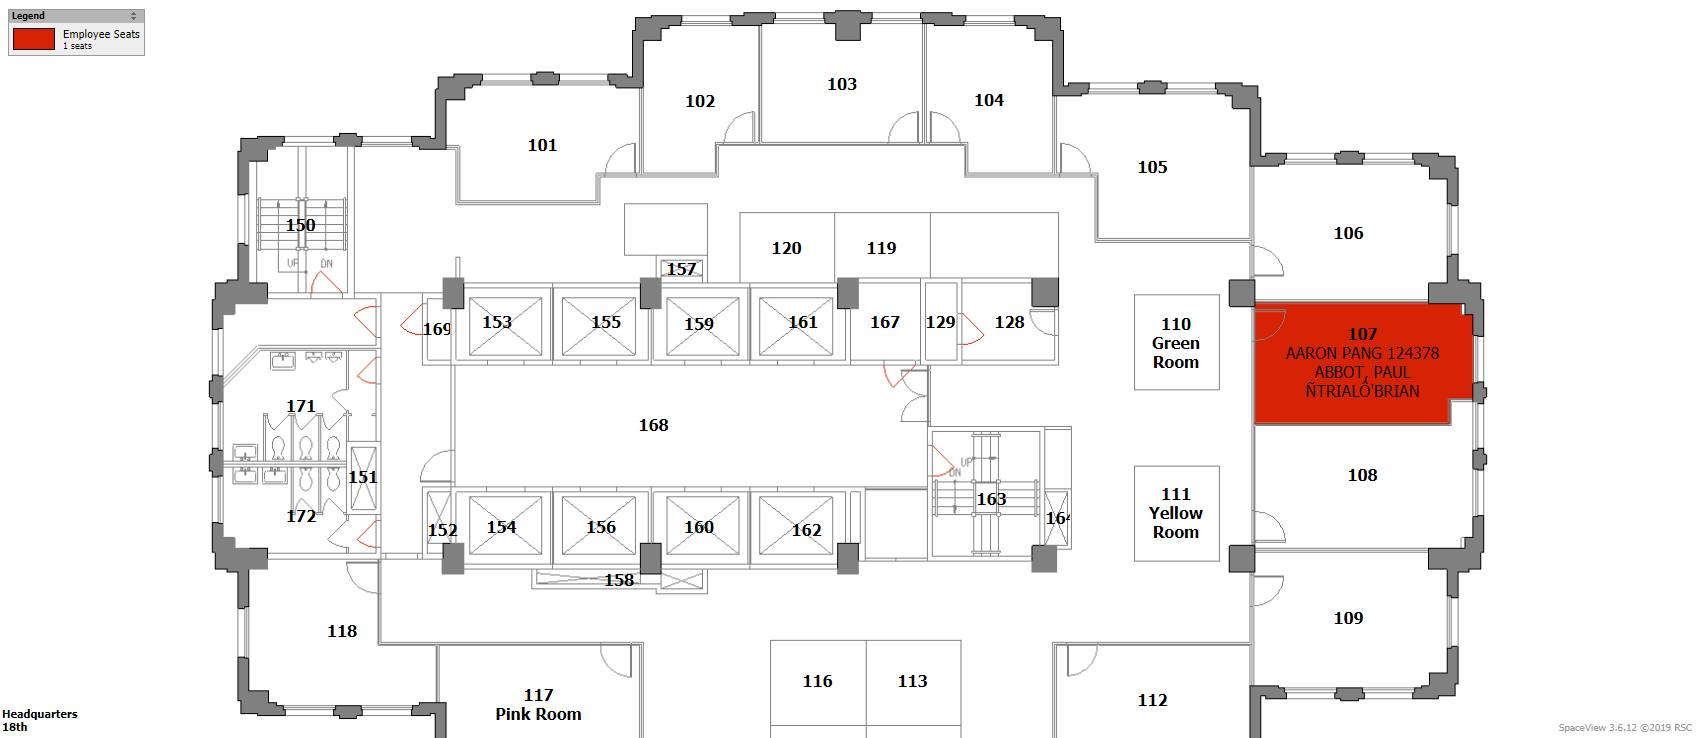 Legend
Employee Seats
1 seats
101
102
103
104
105
106
150
UP
DN
120
119
157
153
155
159
161
167
129
128
169
110
Green
Room
107
AARON PANG 124378
ABBOT, PAUL
ÑTRIALÓ'BRIAN
171
168
151
172
152
154
156
160
162
UP
DN
163
164
111
Yellow
Room
108
158
118
109
116
113
117
Pink Room
112
Headquarters
18th
SpaceView 3.6.12 ©2019 RSC